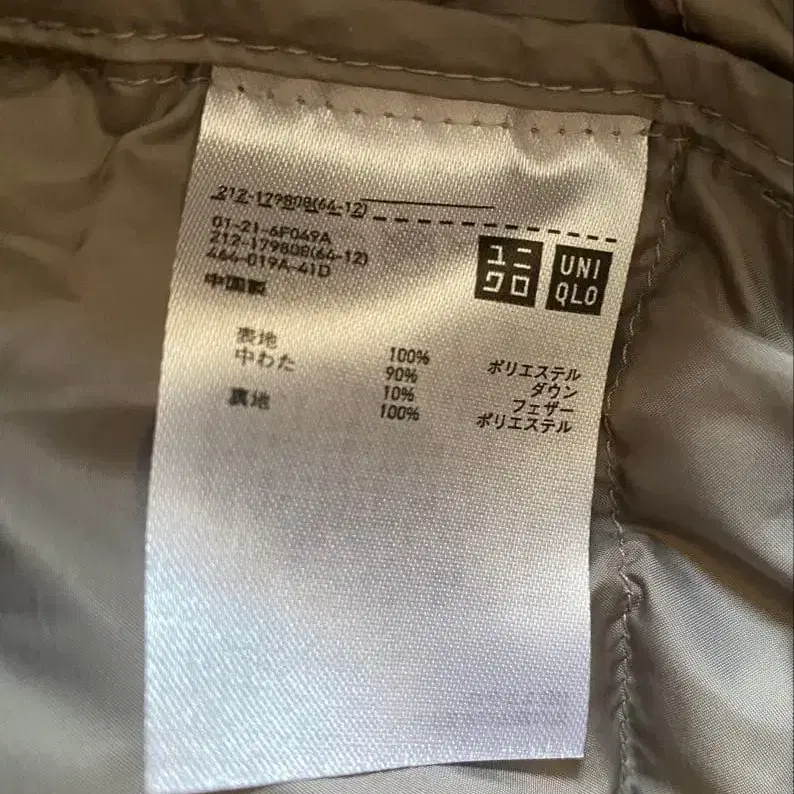 212-179808(64-12)
01-21-6F049A
212-179808(64-12)
464-019A-41D
中国製
ユニ
クロ
UNI
QLO
表地 100% ポリエステル
中わた 90% ダウン
10% フェザー
裏地 100% ポリエステル